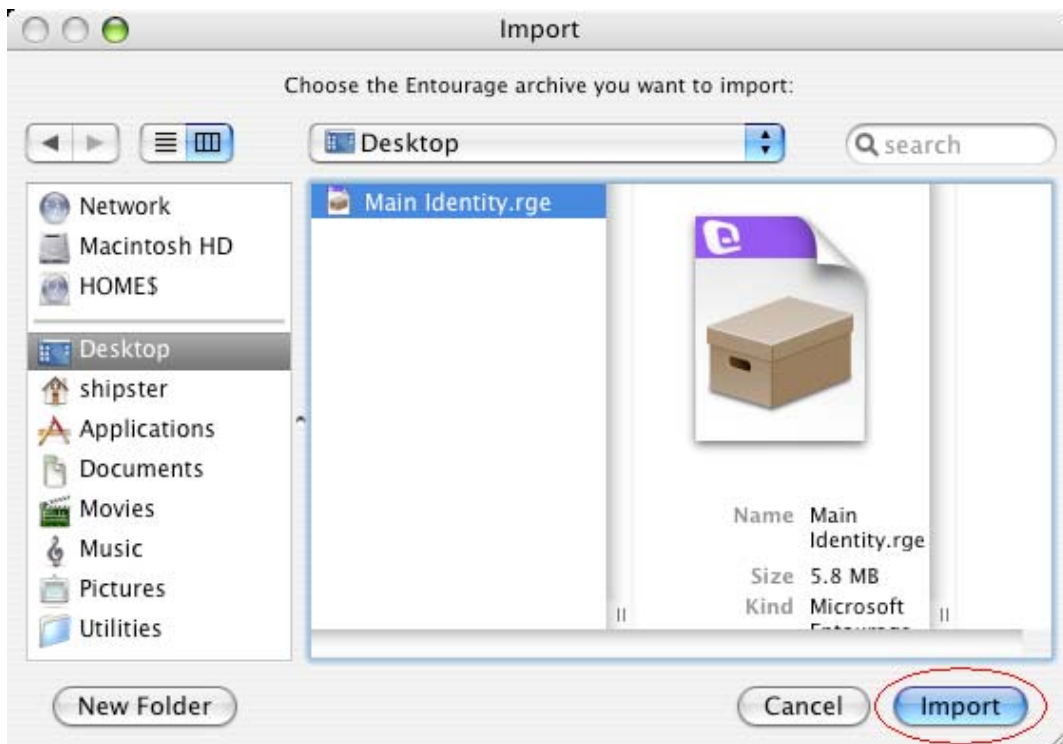 Import
Choose the Entourage archive you want to import:
Desktop
search
Network
Macintosh HD
HOME$
Desktop
shipster
Applications
Documents
Movies
Music
Pictures
Utilities
Main Identity.rge
Name Main
Identity.rge
Size 5.8 MB
Kind Microsoft
New Folder
Cancel
Import